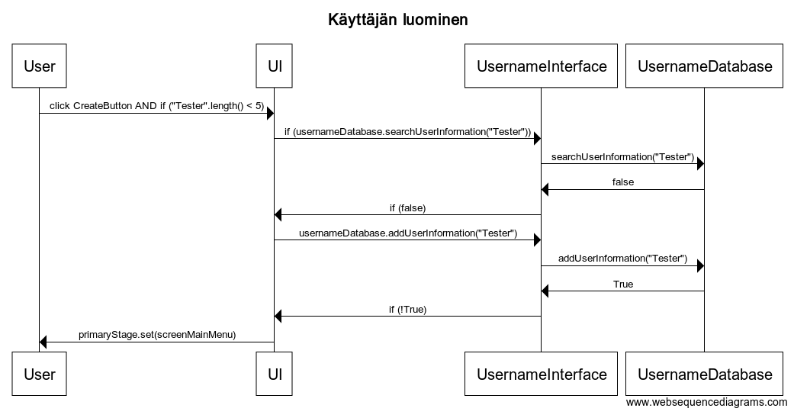 Käyttäjän luominen
User
UI
UsernameInterface
UsernameDatabase
click CreateButton AND if ("Tester".length() < 5)
if (usernameDatabase.searchUserInformation("Tester"))
searchUserInformation("Tester")
false
if (false)
usernameDatabase.addUserInformation("Tester")
addUserInformation("Tester")
True
if (!True)
primaryStage.set(screenMainMenu)
User
UI
UsernameInterface
UsernameDatabase
www.websequencediagrams.com